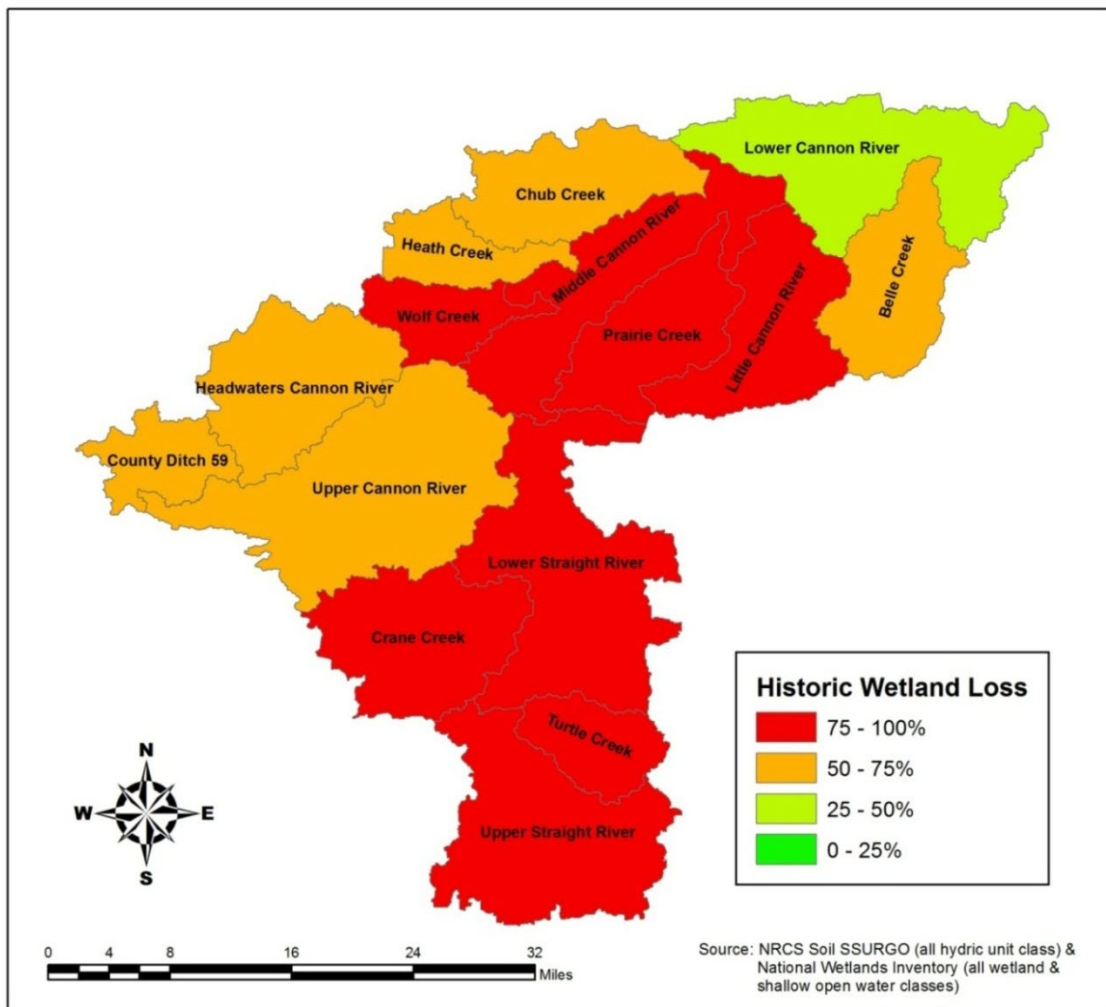 Lower Cannon River
Chub Creek
Middle Cannon River
Heath Creek
Belle Creek
Wolf Creek
Prairie Creek
Little Cannon River
Headwaters Cannon River
County Ditch 59
Upper Cannon River
Lower Straight River
Crane Creek
Turtle Creek
Upper Straight River
Historic Wetland Loss
75 - 100%
50 - 75%
25 - 50%
0 - 25%
N
W E
S
0 4 8 16 24 32
Miles
Source: NRCS Soil SSURGO (all hydric unit class) &
National Wetlands Inventory (all wetland &
shallow open water classes)